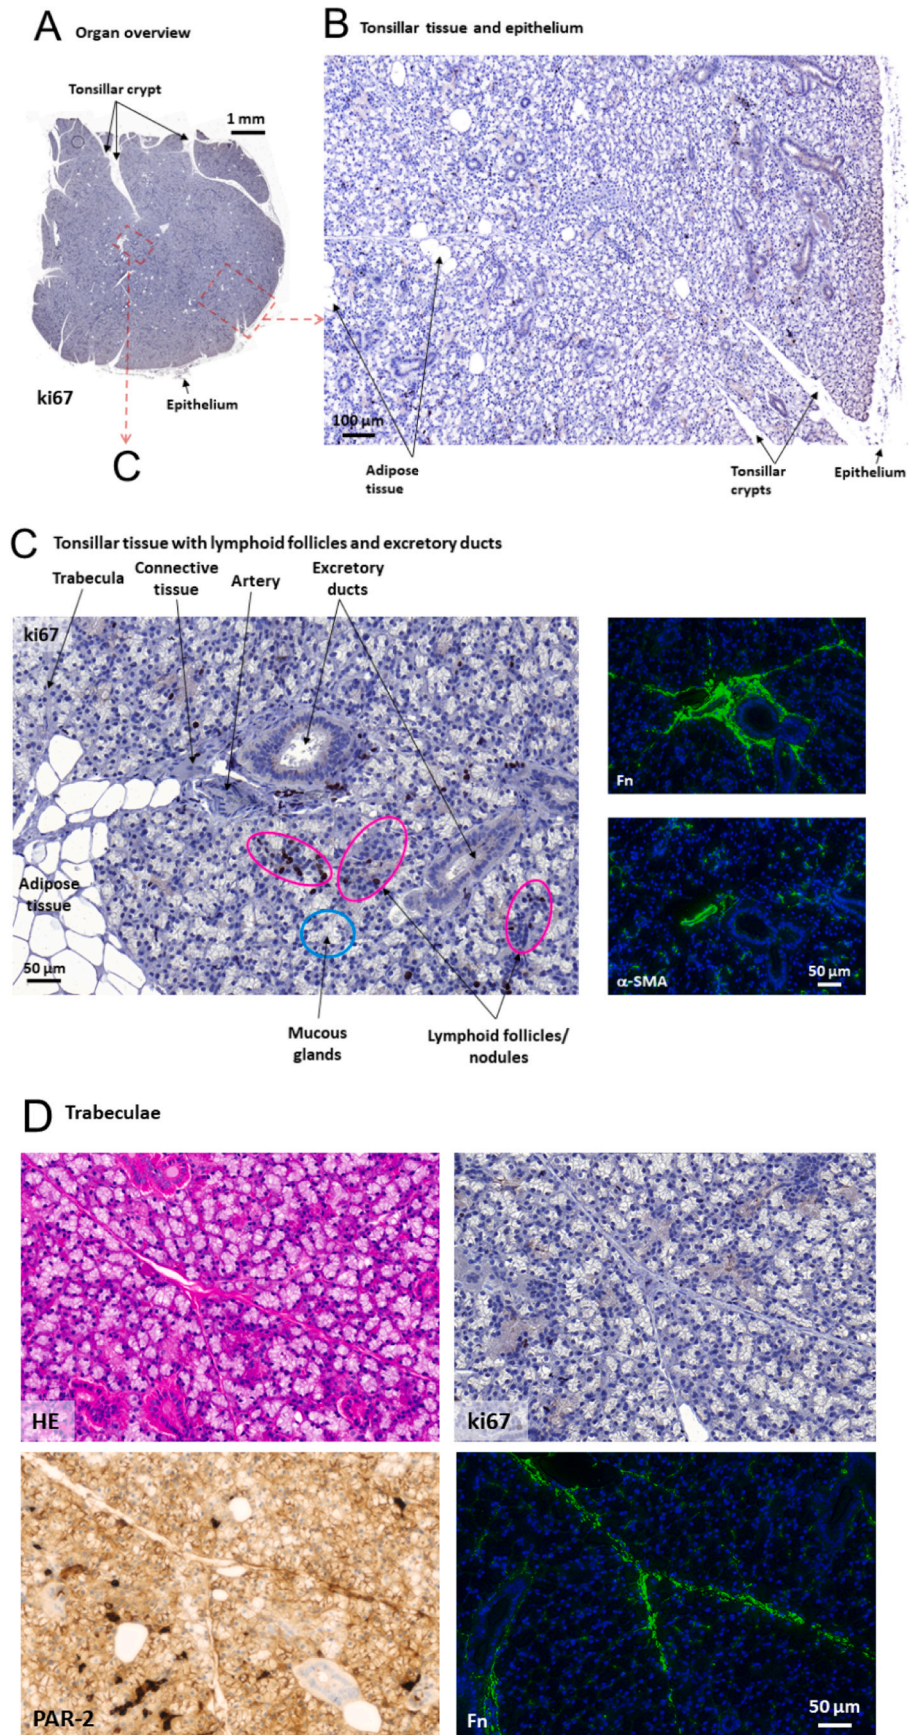 A Organ overview
Tonsillar crypt
1 mm
ki67
Epithelium
C
B Tonsillar tissue and epithelium
100 µm
Adipose
tissue
Tonsillar
crypts
Epithelium
C Tonsillar tissue with lymphoid follicles and excretory ducts
Trabecula
Connective
tissue
Artery
Excretory
ducts
ki67
Adipose
tissue
50 µm
Mucous
glands
Lymphoid follicles/
nodules
Fn
α-SMA
50 µm
D Trabeculae
HE
ki67
PAR-2
Fn
50 µm